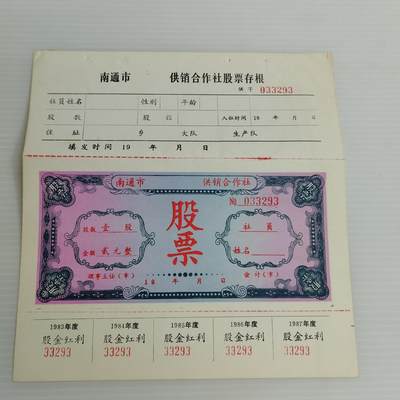 南通市 供销合作社股票存根
供字 033293
社员姓名 性别 年龄
股数 股征 入社时间 19 年 月 日
住址 乡 大队 生产队
填发时间 19 年 月 日
南通市 供销合作社
№ 033293
股票
股数 壹股 社员
金额 贰元整 姓名
理事主任(章) 会计(章)
19 年 月 日
1983年度 1984年度 1985年度 1986年度 1987年度
股金红利 股金红利 股金红利 股金红利 股金红利
33293 33293 33293 33293 33293